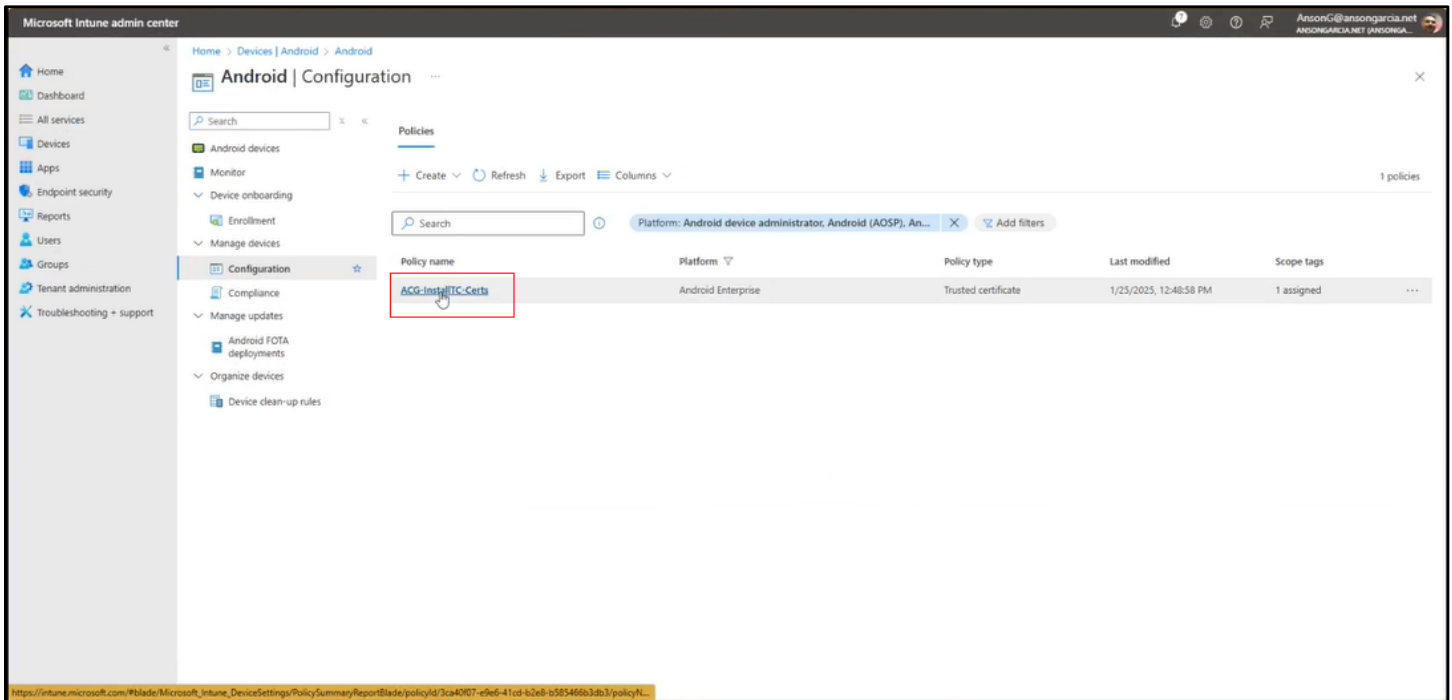 Microsoft Intune admin center
AnsonG@ansongarcia.net
ANSONGARCIA.NET (ANSONGA...
Home
Dashboard
All services
Devices
Apps
Endpoint security
Reports
Users
Groups
Tenant administration
Troubleshooting + support
Home > Devices | Android > Android
Android | Configuration ...
Search
Android devices
Monitor
Device onboarding
Enrollment
Manage devices
Configuration
Compliance
Manage updates
Android FOTA
deployments
Organize devices
Device clean-up rules
Policies
Create Refresh Export Columns 1 policies
Search Platform: Android device administrator, Android (AOSP), An... Add filters
Policy name Platform Policy type Last modified Scope tags
ACG-InstallTC-Certs Android Enterprise Trusted certificate 1/25/2025, 12:48:58 PM 1 assigned ...
https://intune.microsoft.com/#blade/Microsoft_Intune_DeviceSettings/PolicySummaryReportBlade/policyId/3ca40f07-e9e6-41cd-b2e8-b585466b3db3/policyN...